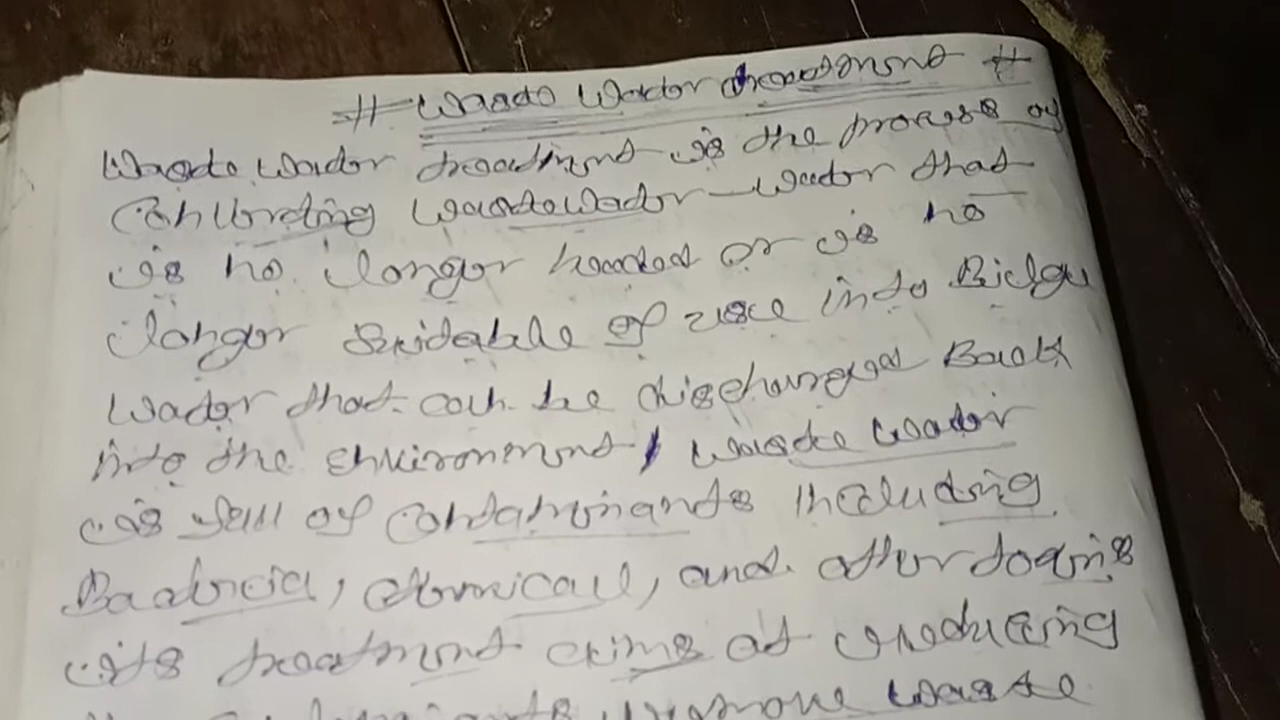 # Waste Water treatment #
Waste Water treatment is the process of
Converting Wastewater - water that
is no longer needed or is no
longer suitable of use into Bilge
Water that can be discharged Back
into the environment, waste water
is full of contaminants including
Bacteria, chemical, and other toxins
its treatment aims at reducing
waste